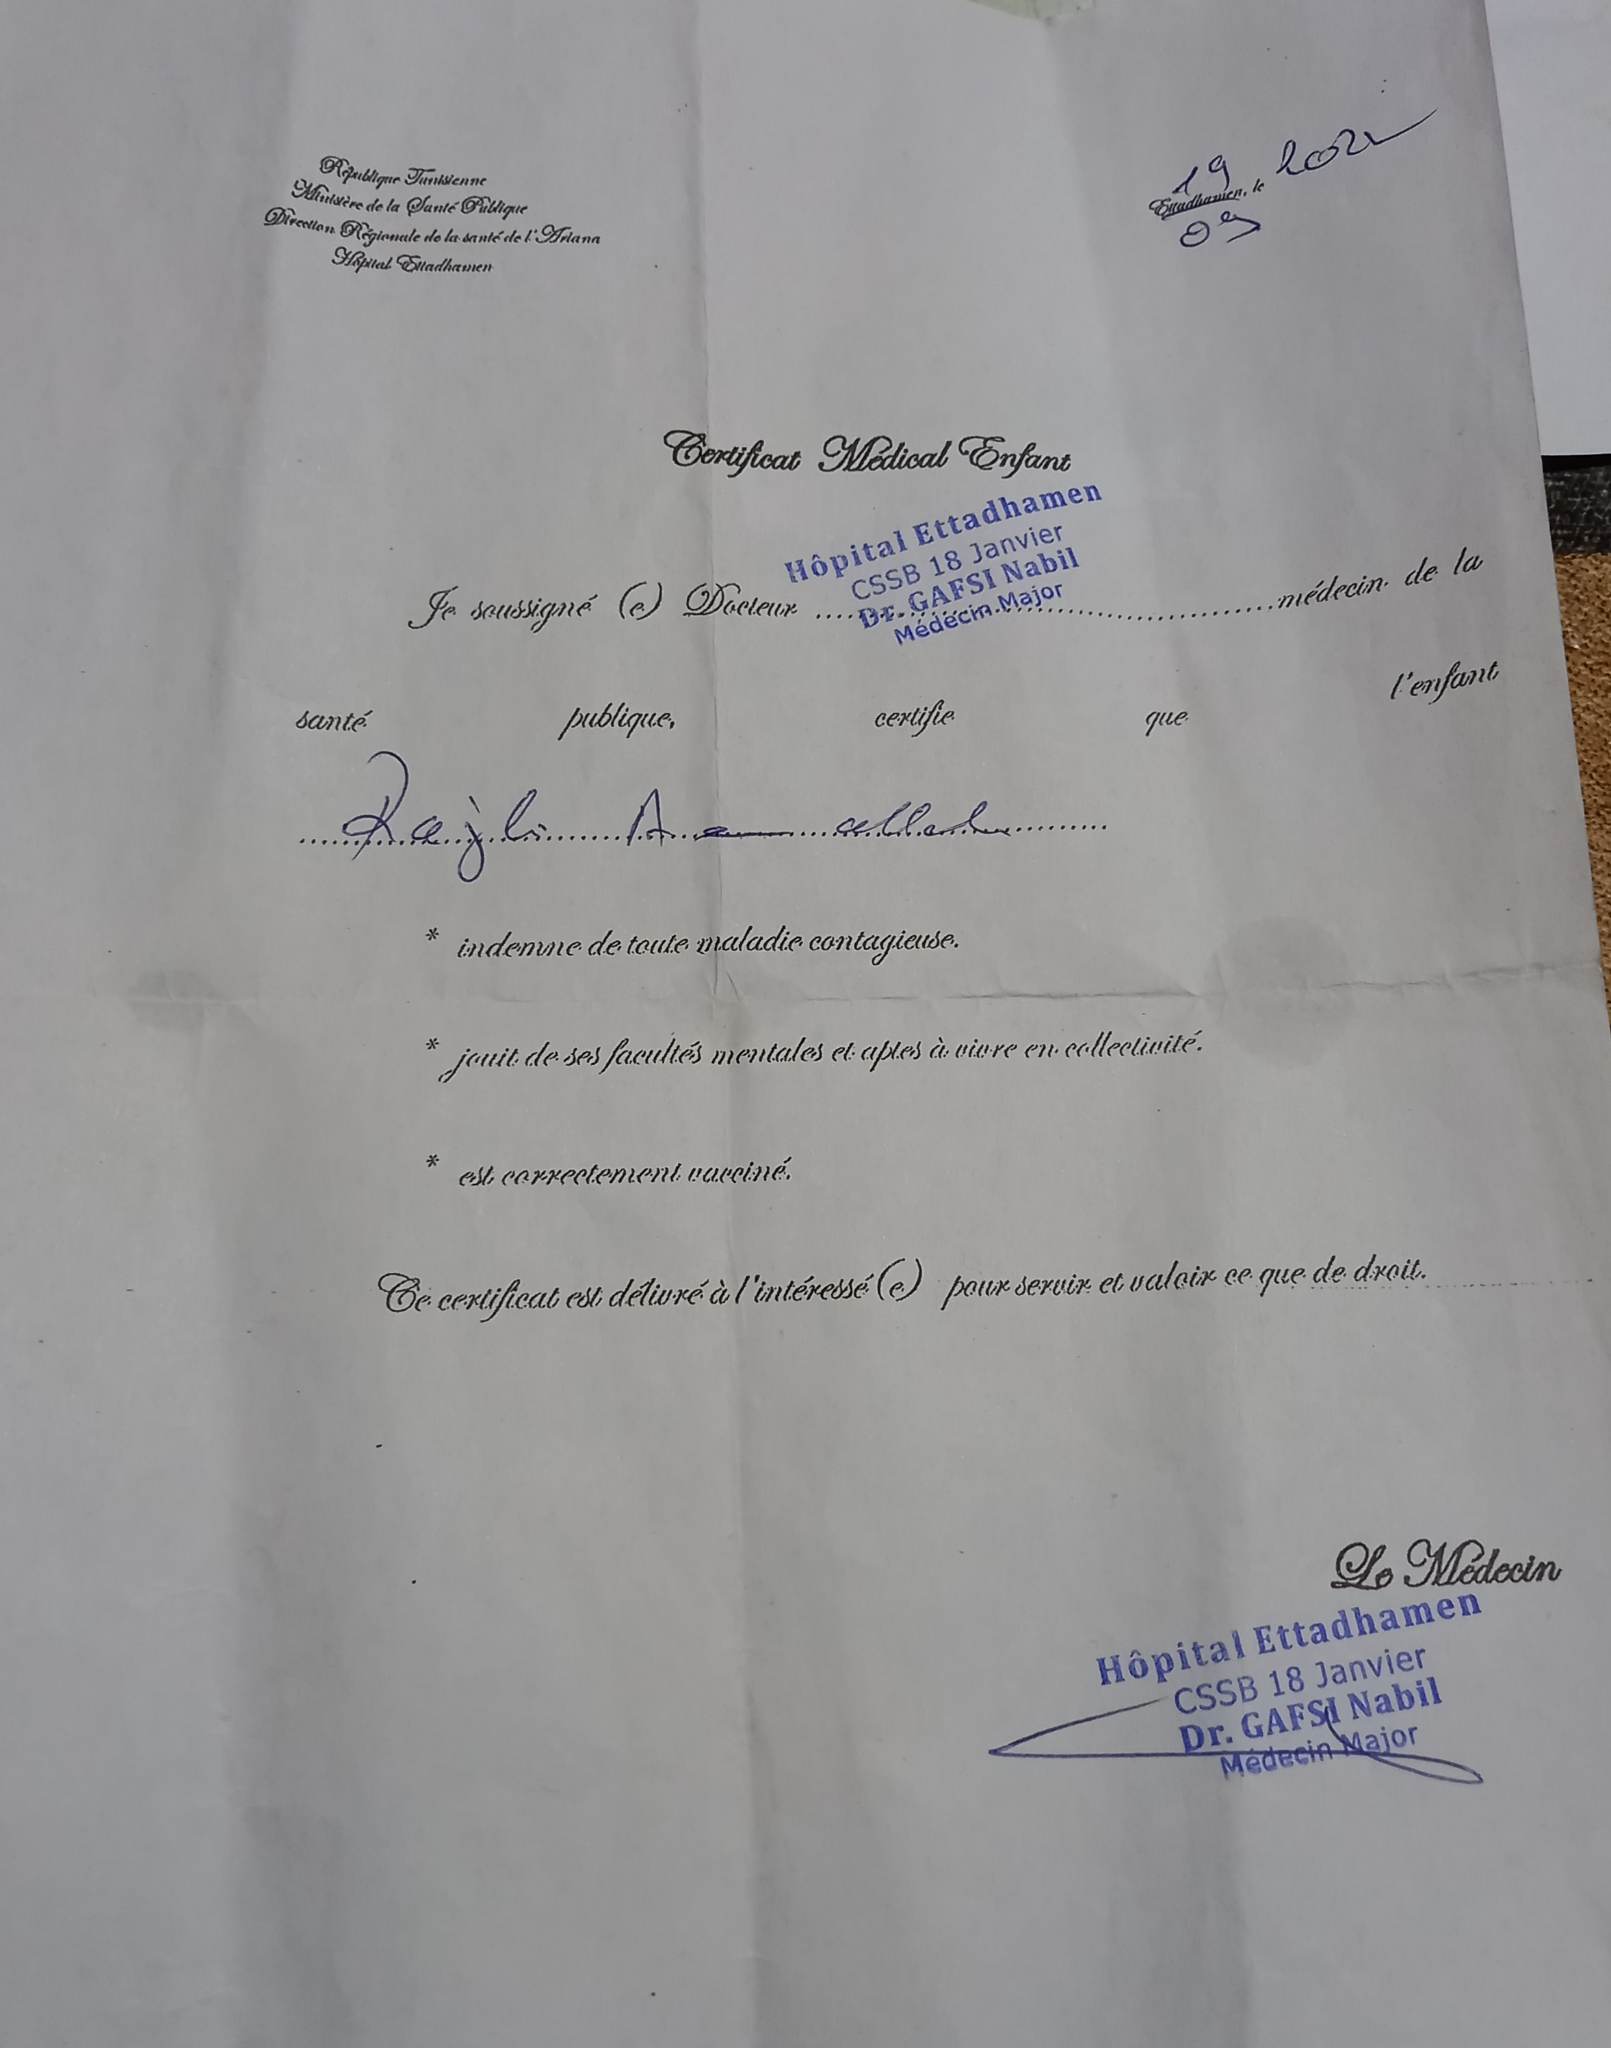 République Tunisienne
Ministère de la Santé Publique
Direction Régionale de la santé de l'Ariana
Hôpital Ettadhamen
19
Ettadhamen, le
09
Certificat Médical Enfant
Hôpital Ettadhamen
CSSB 18 Janvier
Dr. GAFSI Nabil
Médecin Major
Je soussigné (e) Docteur ........................ médecin de la
santé publique, certifie que l'enfant
* indemne de toute maladie contagieuse.
* jouit de ses facultés mentales et aptes à vivre en collectivité.
* est correctement vacciné.
Ce certificat est délivré à l'intéressé (e) pour servir et valoir ce que de droit.
Le Médecin
Hôpital Ettadhamen
CSSB 18 Janvier
Dr. GAFSI Nabil
Médecin Major